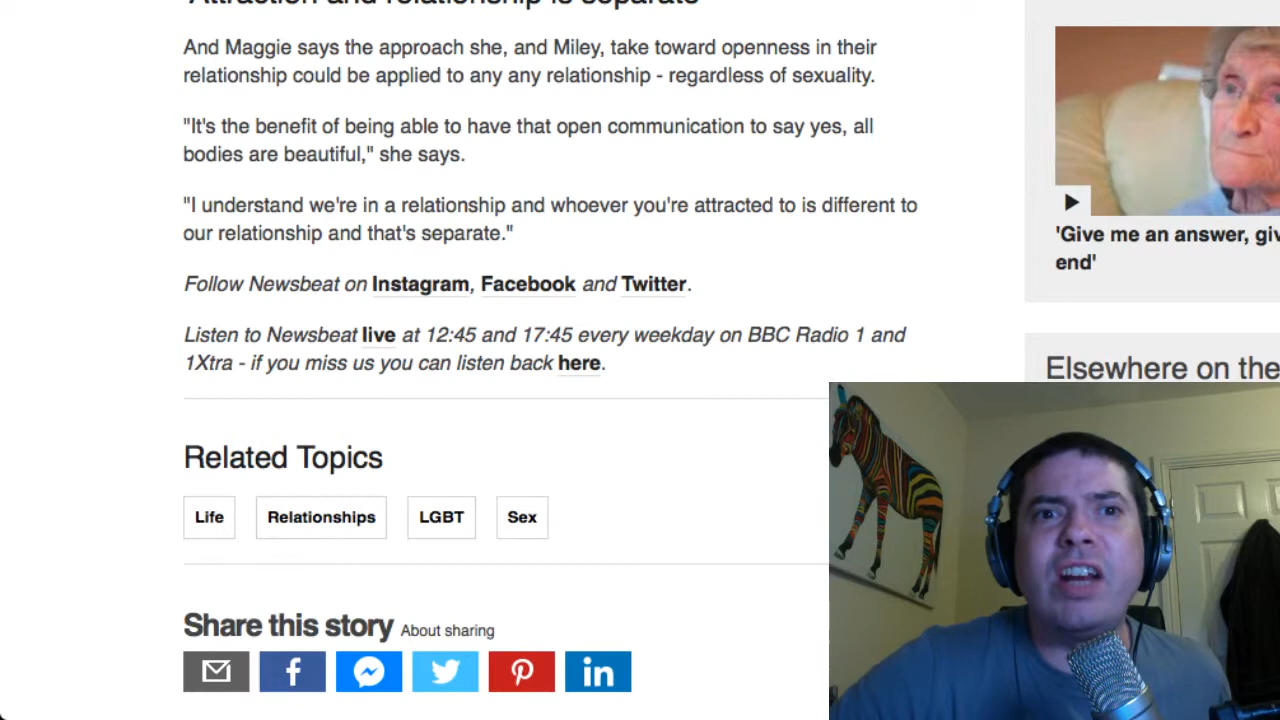 'Attraction and relationship is separate'
And Maggie says the approach she, and Miley, take toward openness in their
relationship could be applied to any any relationship - regardless of sexuality.
"It's the benefit of being able to have that open communication to say yes, all
bodies are beautiful," she says.
"I understand we're in a relationship and whoever you're attracted to is different to
our relationship and that's separate."
Follow Newsbeat on Instagram, Facebook and Twitter.
Listen to Newsbeat live at 12:45 and 17:45 every weekday on BBC Radio 1 and
1Xtra - if you miss us you can listen back here.
Related Topics
Life Relationships LGBT Sex
Share this story About sharing
'Give me an answer, giv
end'
Elsewhere on the